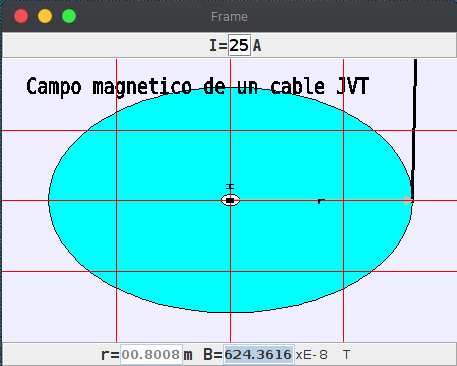 Frame
I=25 A
Campo magnetico de un cable JVT
I
r
r=00.8008 m B=624.3616 xE-8 T